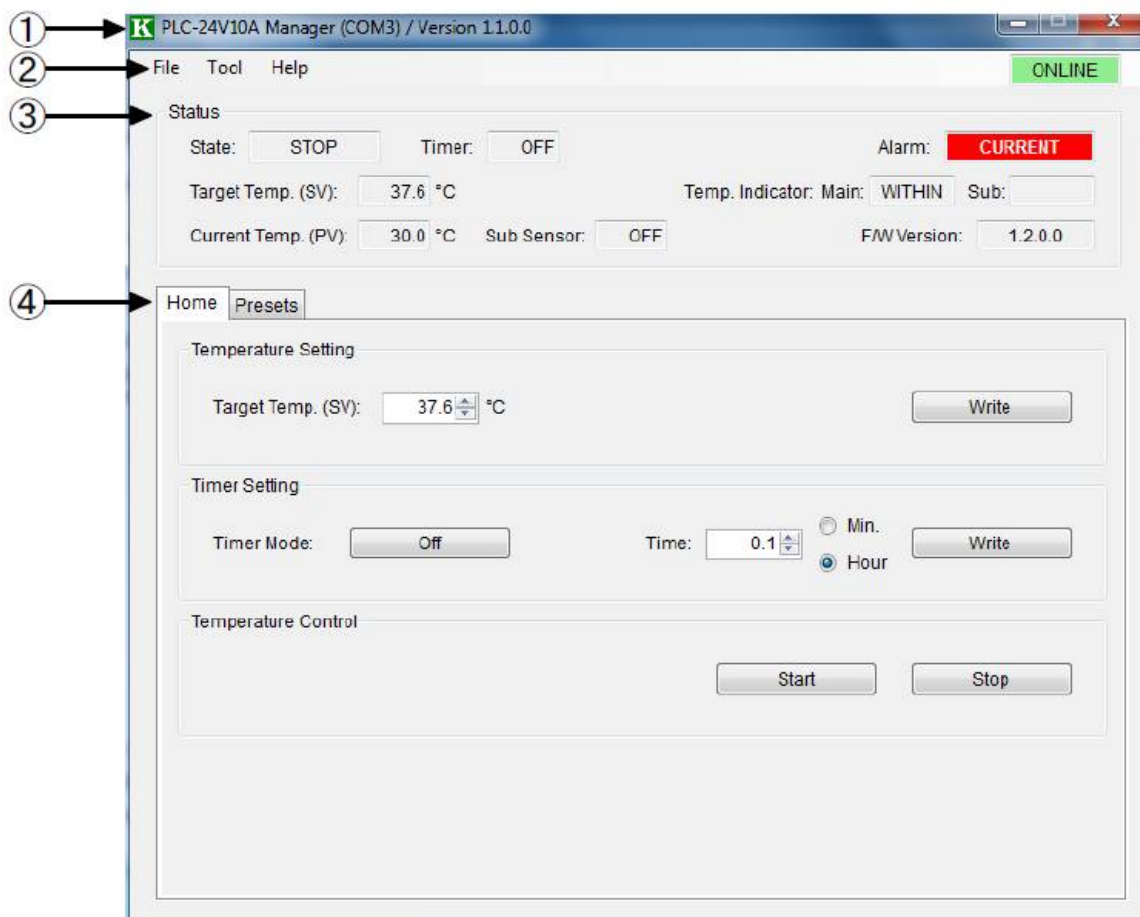 ① K PLC-24V10A Manager (COM3) / Version 1.1.0.0
② File Tool Help ONLINE
③ Status
State: STOP Timer: OFF Alarm: CURRENT
Target Temp. (SV): 37.6 °C Temp. Indicator: Main: WITHIN Sub:
Current Temp. (PV): 30.0 °C Sub Sensor: OFF F/W Version: 1.2.0.0
④ Home Presets
Temperature Setting
Target Temp. (SV): 37.6 °C Write
Timer Setting
Min.
Timer Mode: Off Time: 0.1 Write
Hour
Temperature Control
Start Stop